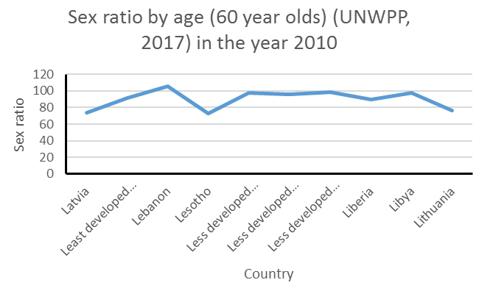 Sex ratio by age (60 year olds) (UNWPP,
2017) in the year 2010
120
100
80
60
40
20
0
Sex ratio
Latvia
Least developed...
Lebanon
Lesotho
Less developed...
Less developed...
Less developed...
Liberia
Libya
Lithuania
Country